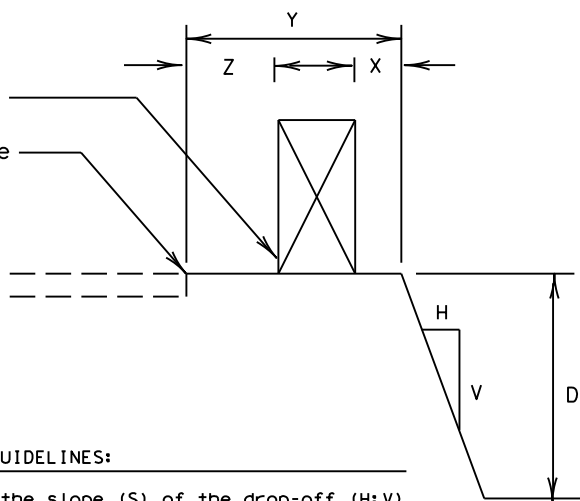 Y
Z
X
e
H
V
D
UIDELINES:
the slope (S) of the drop-off (H:V)